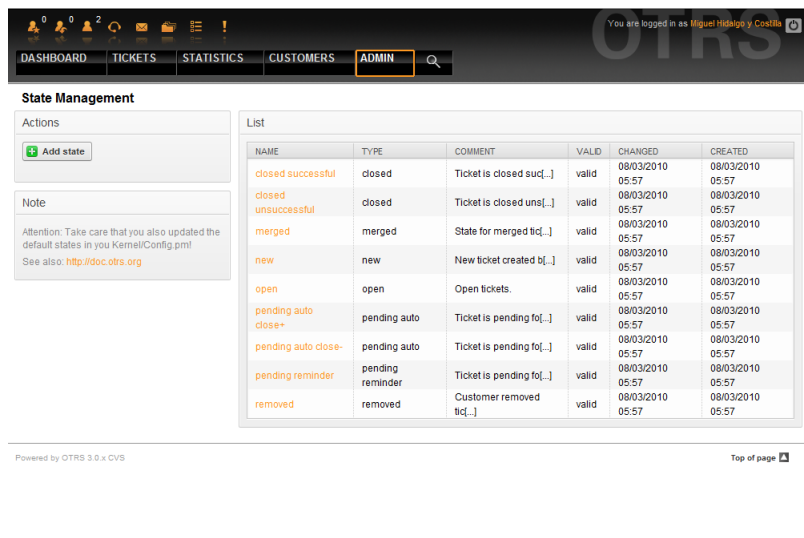 0 0 2
You are logged in as Miguel Hidalgo y Costilla
OTRS
DASHBOARD TICKETS STATISTICS CUSTOMERS ADMIN
State Management
Actions
Add state
Note
Attention: Take care that you also updated the
default states in you Kernel/Config.pm!
See also: http://doc.otrs.org
List
NAME TYPE COMMENT VALID CHANGED CREATED
closed successful closed Ticket is closed suc[...] valid 08/03/2010 05:57 08/03/2010 05:57
closed unsuccessful closed Ticket is closed uns[...] valid 08/03/2010 05:57 08/03/2010 05:57
merged merged State for merged tic[...] valid 08/03/2010 05:57 08/03/2010 05:57
new new New ticket created b[...] valid 08/03/2010 05:57 08/03/2010 05:57
open open Open tickets. valid 08/03/2010 05:57 08/03/2010 05:57
pending auto close+ pending auto Ticket is pending fo[...] valid 08/03/2010 05:57 08/03/2010 05:57
pending auto close- pending auto Ticket is pending fo[...] valid 08/03/2010 05:57 08/03/2010 05:57
pending reminder pending reminder Ticket is pending fo[...] valid 08/03/2010 05:57 08/03/2010 05:57
removed removed Customer removed tic[...] valid 08/03/2010 05:57 08/03/2010 05:57
Powered by OTRS 3.0.x CVS
Top of page